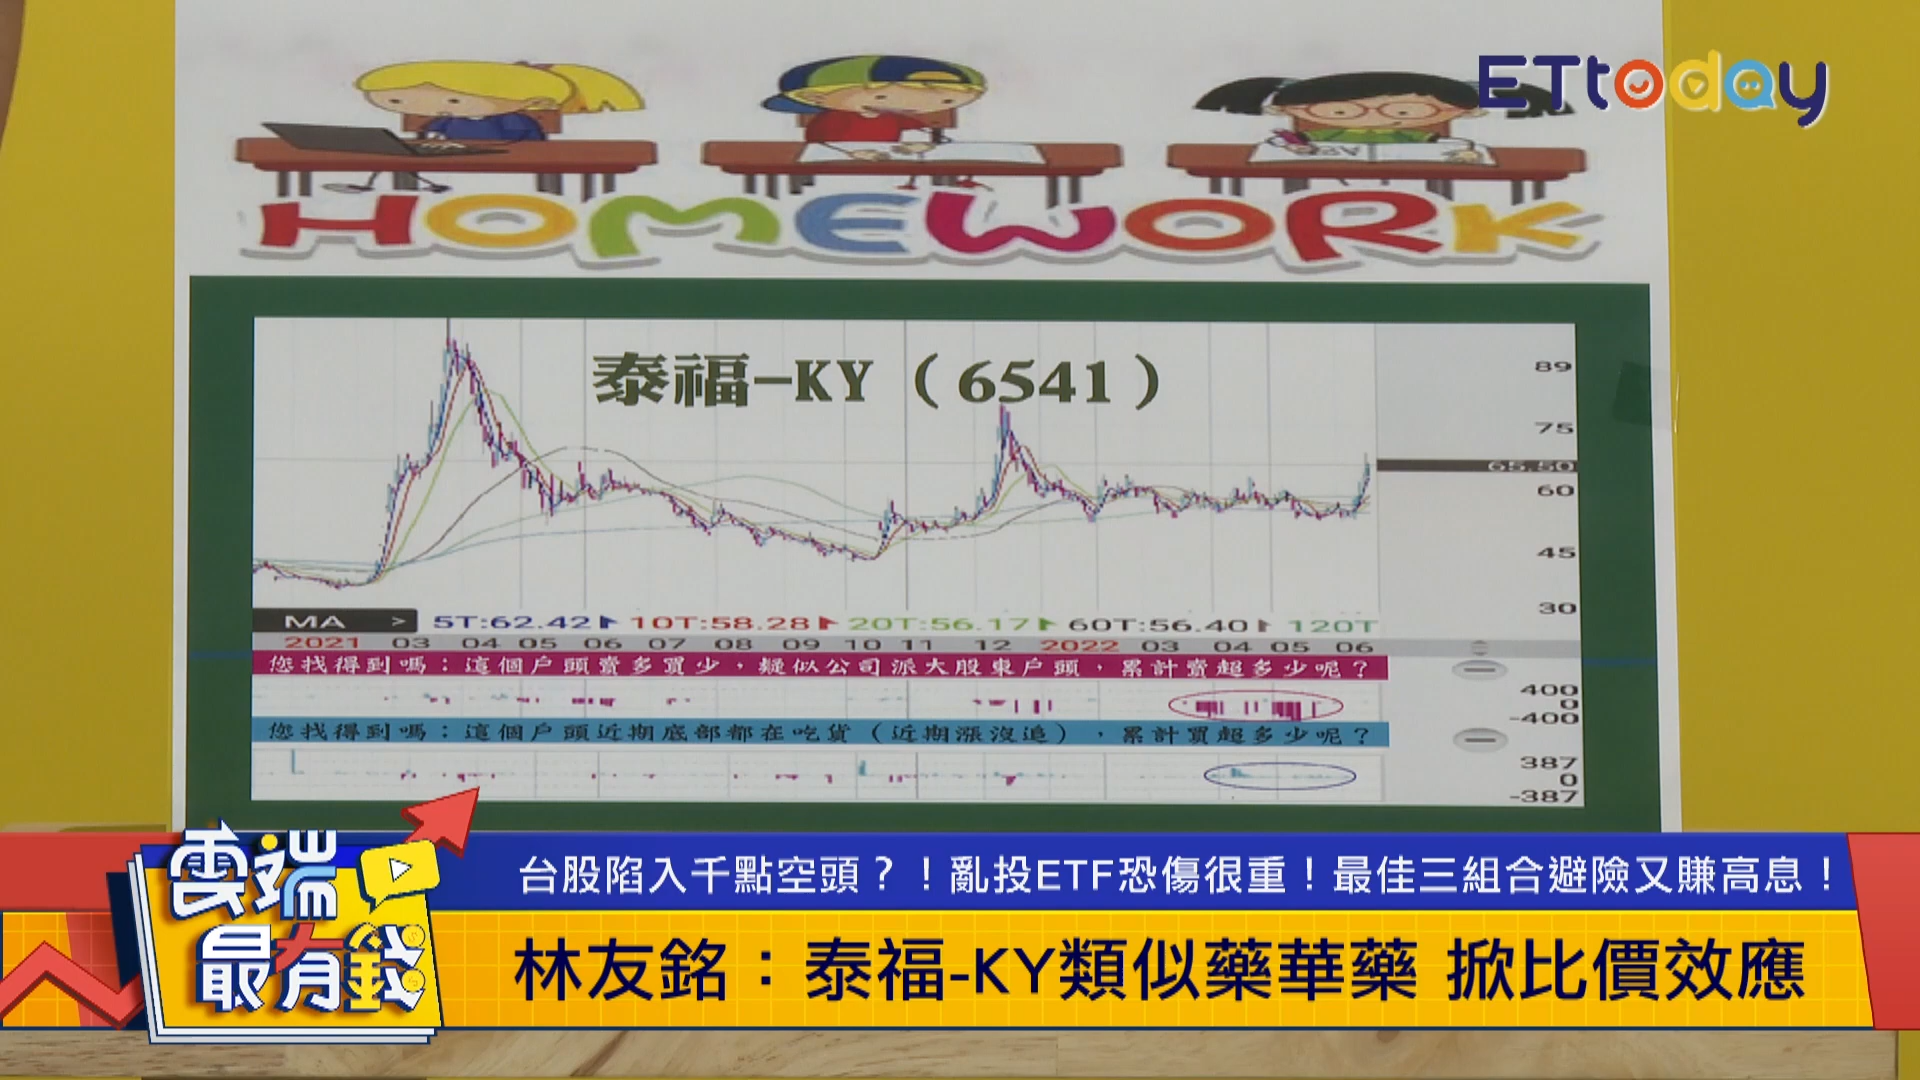 ETtoday
HOMEWORK
泰福-KY（6541）
89
75
65.50
60
45
30
MA > 5T:62.42 10T:58.28 20T:56.17 60T:56.40 120T
2021 03 04 05 06 07 08 09 10 11 12 2022 03 04 05 06
您找得到嗎：這個戶頭賣多買少，疑似公司派大股東戶頭，累計賣超多少呢？
400
0
-400
您找得到嗎：這個戶頭近期底部都在吃貨（近期漲沒追），累計買超多少呢？
387
0
-387
雲端最有錢
台股陷入千點空頭？！亂投ETF恐傷很重！最佳三組合避險又賺高息！
林友銘：泰福-KY類似藥華藥 掀比價效應